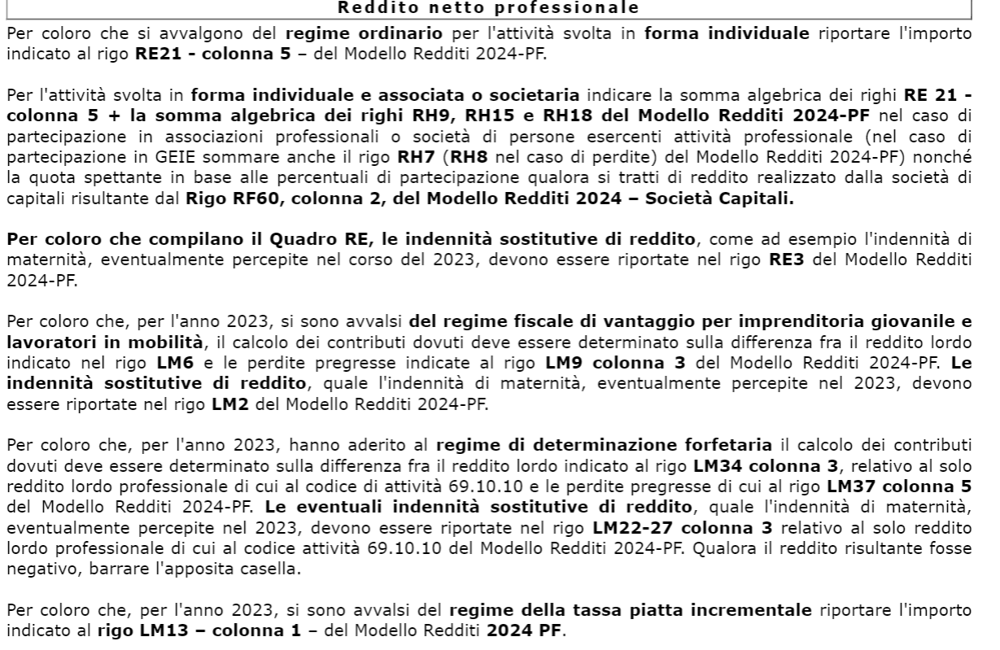 Reddito netto professionale
Per coloro che si avvalgono del regime ordinario per l'attività svolta in forma individuale riportare l'importo
indicato al rigo RE21 - colonna 5 – del Modello Redditi 2024-PF.
Per l'attività svolta in forma individuale e associata o societaria indicare la somma algebrica dei righi RE 21 -
colonna 5 + la somma algebrica dei righi RH9, RH15 e RH18 del Modello Redditi 2024-PF nel caso di
partecipazione in associazioni professionali o società di persone esercenti attività professionale (nel caso di
partecipazione in GEIE sommare anche il rigo RH7 (RH8 nel caso di perdite) del Modello Redditi 2024-PF) nonché
la quota spettante in base alle percentuali di partecipazione qualora si tratti di reddito realizzato dalla società di
capitali risultante dal Rigo RF60, colonna 2, del Modello Redditi 2024 – Società Capitali.
Per coloro che compilano il Quadro RE, le indennità sostitutive di reddito, come ad esempio l'indennità di
maternità, eventualmente percepite nel corso del 2023, devono essere riportate nel rigo RE3 del Modello Redditi
2024-PF.
Per coloro che, per l'anno 2023, si sono avvalsi del regime fiscale di vantaggio per imprenditoria giovanile e
lavoratori in mobilità, il calcolo dei contributi dovuti deve essere determinato sulla differenza fra il reddito lordo
indicato nel rigo LM6 e le perdite pregresse indicate al rigo LM9 colonna 3 del Modello Redditi 2024-PF. Le
indennità sostitutive di reddito, quale l'indennità di maternità, eventualmente percepite nel 2023, devono
essere riportate nel rigo LM2 del Modello Redditi 2024-PF.
Per coloro che, per l'anno 2023, hanno aderito al regime di determinazione forfetaria il calcolo dei contributi
dovuti deve essere determinato sulla differenza fra il reddito lordo indicato al rigo LM34 colonna 3, relativo al solo
reddito lordo professionale di cui al codice di attività 69.10.10 e le perdite pregresse di cui al rigo LM37 colonna 5
del Modello Redditi 2024-PF. Le eventuali indennità sostitutive di reddito, quale l'indennità di maternità,
eventualmente percepite nel 2023, devono essere riportate nel rigo LM22-27 colonna 3 relativo al solo reddito
lordo professionale di cui al codice attività 69.10.10 del Modello Redditi 2024-PF. Qualora il reddito risultante fosse
negativo, barrare l'apposita casella.
Per coloro che, per l'anno 2023, si sono avvalsi del regime della tassa piatta incrementale riportare l'importo
indicato al rigo LM13 – colonna 1 – del Modello Redditi 2024 PF.